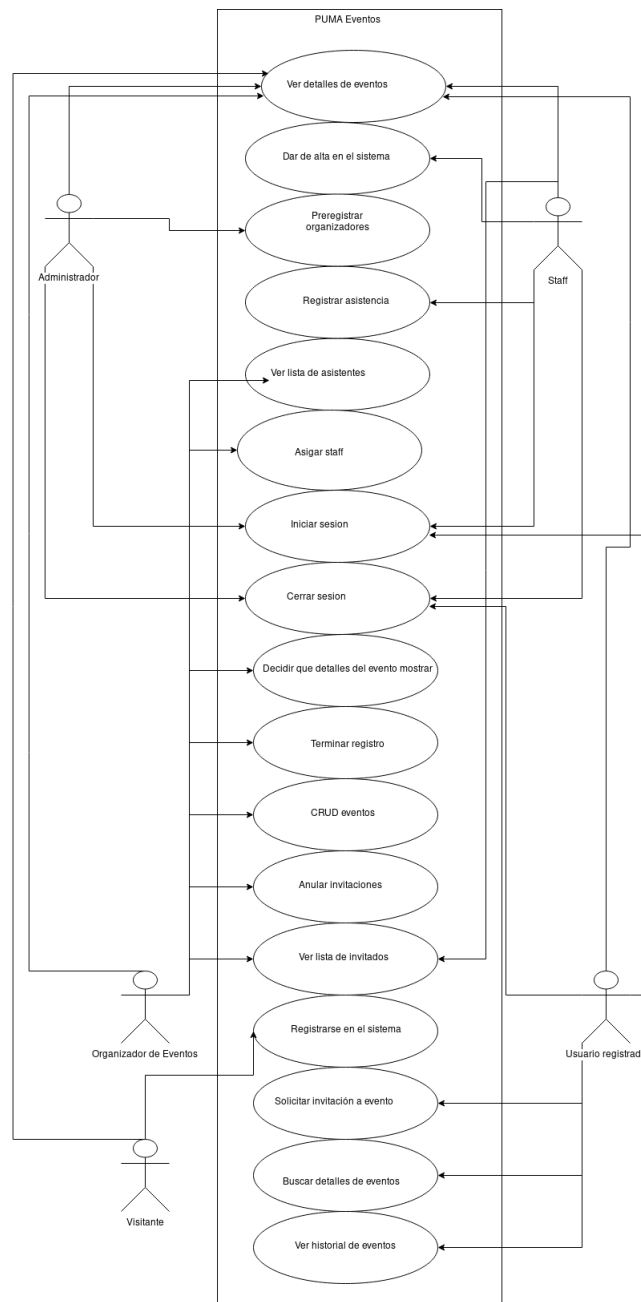 PUMA Eventos
Ver detalles de eventos
Dar de alta en el sistema
Preregistrar
organizadores
Administrador
Staff
Registrar asistencia
Ver lista de asistentes
Asigar staff
Iniciar sesion
Cerrar sesion
Decidir que detalles del evento mostrar
Terminar registro
CRUD eventos
Anular invitaciones
Ver lista de invitados
Registrarse en el sistema
Organizador de Eventos
Usuario registrad
Solicitar invitación a evento
Buscar detalles de eventos
Visitante
Ver historial de eventos